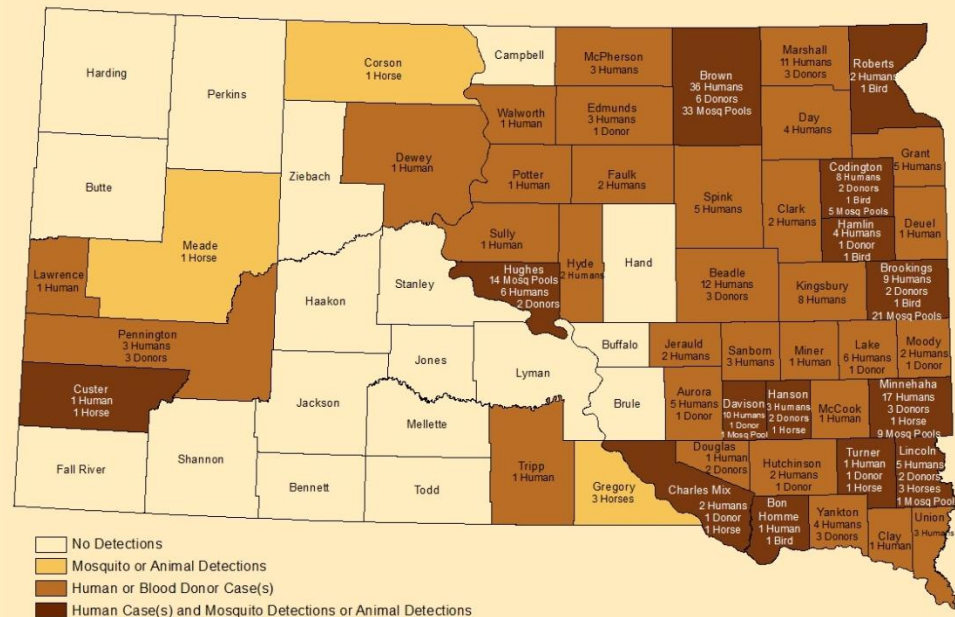 Harding
Perkins
Corson
1 Horse
Campbell
McPherson
3 Humans
Brown
36 Humans
6 Donors
33 Mosq Pools
Marshall
11 Humans
3 Donors
Roberts
2 Humans
1 Bird
Walworth
1 Human
Edmunds
3 Humans
1 Donor
Day
4 Humans
Butte
Ziebach
Dewey
1 Human
Potter
1 Human
Faulk
2 Humans
Spink
5 Humans
Clark
2 Humans
Codington
8 Humans
2 Donors
1 Bird
5 Mosq Pools
Grant
5 Humans
Hamlin
4 Humans
1 Donor
1 Bird
Deuel
1 Human
Meade
1 Horse
Lawrence
1 Human
Sully
1 Human
Hyde
2 Humans
Hand
Hughes
14 Mosq Pools
6 Humans
2 Donors
Stanley
Haakon
Beadle
12 Humans
3 Donors
Kingsbury
8 Humans
Brookings
9 Humans
2 Donors
1 Bird
21 Mosq Pools
Pennington
3 Humans
3 Donors
Jones
Lyman
Buffalo
Jerauld
2 Humans
Sanborn
3 Humans
Miner
1 Human
Lake
6 Humans
1 Donor
Moody
2 Humans
1 Donor
Custer
1 Human
1 Horse
Jackson
Mellette
Brule
Aurora
5 Humans
1 Donor
Davison
10 Humans
1 Donor
1 Mosq Pool
Hanson
3 Humans
2 Donors
1 Horse
McCook
1 Human
Minnehaha
17 Humans
3 Donors
1 Horse
9 Mosq Pools
Fall River
Shannon
Bennett
Todd
Tripp
1 Human
Gregory
3 Horses
Charles Mix
2 Humans
1 Donor
1 Horse
Douglas
1 Human
2 Donors
Hutchinson
2 Humans
1 Donor
Turner
1 Human
1 Donor
1 Horse
Lincoln
5 Humans
2 Donors
3 Horses
1 Mosq Pool
Bon
Homme
1 Human
1 Bird
Yankton
4 Humans
3 Donors
Clay
1 Human
Union
3 Humans
No Detections
Mosquito or Animal Detections
Human or Blood Donor Case(s)
Human Case(s) and Mosquito Detections or Animal Detections